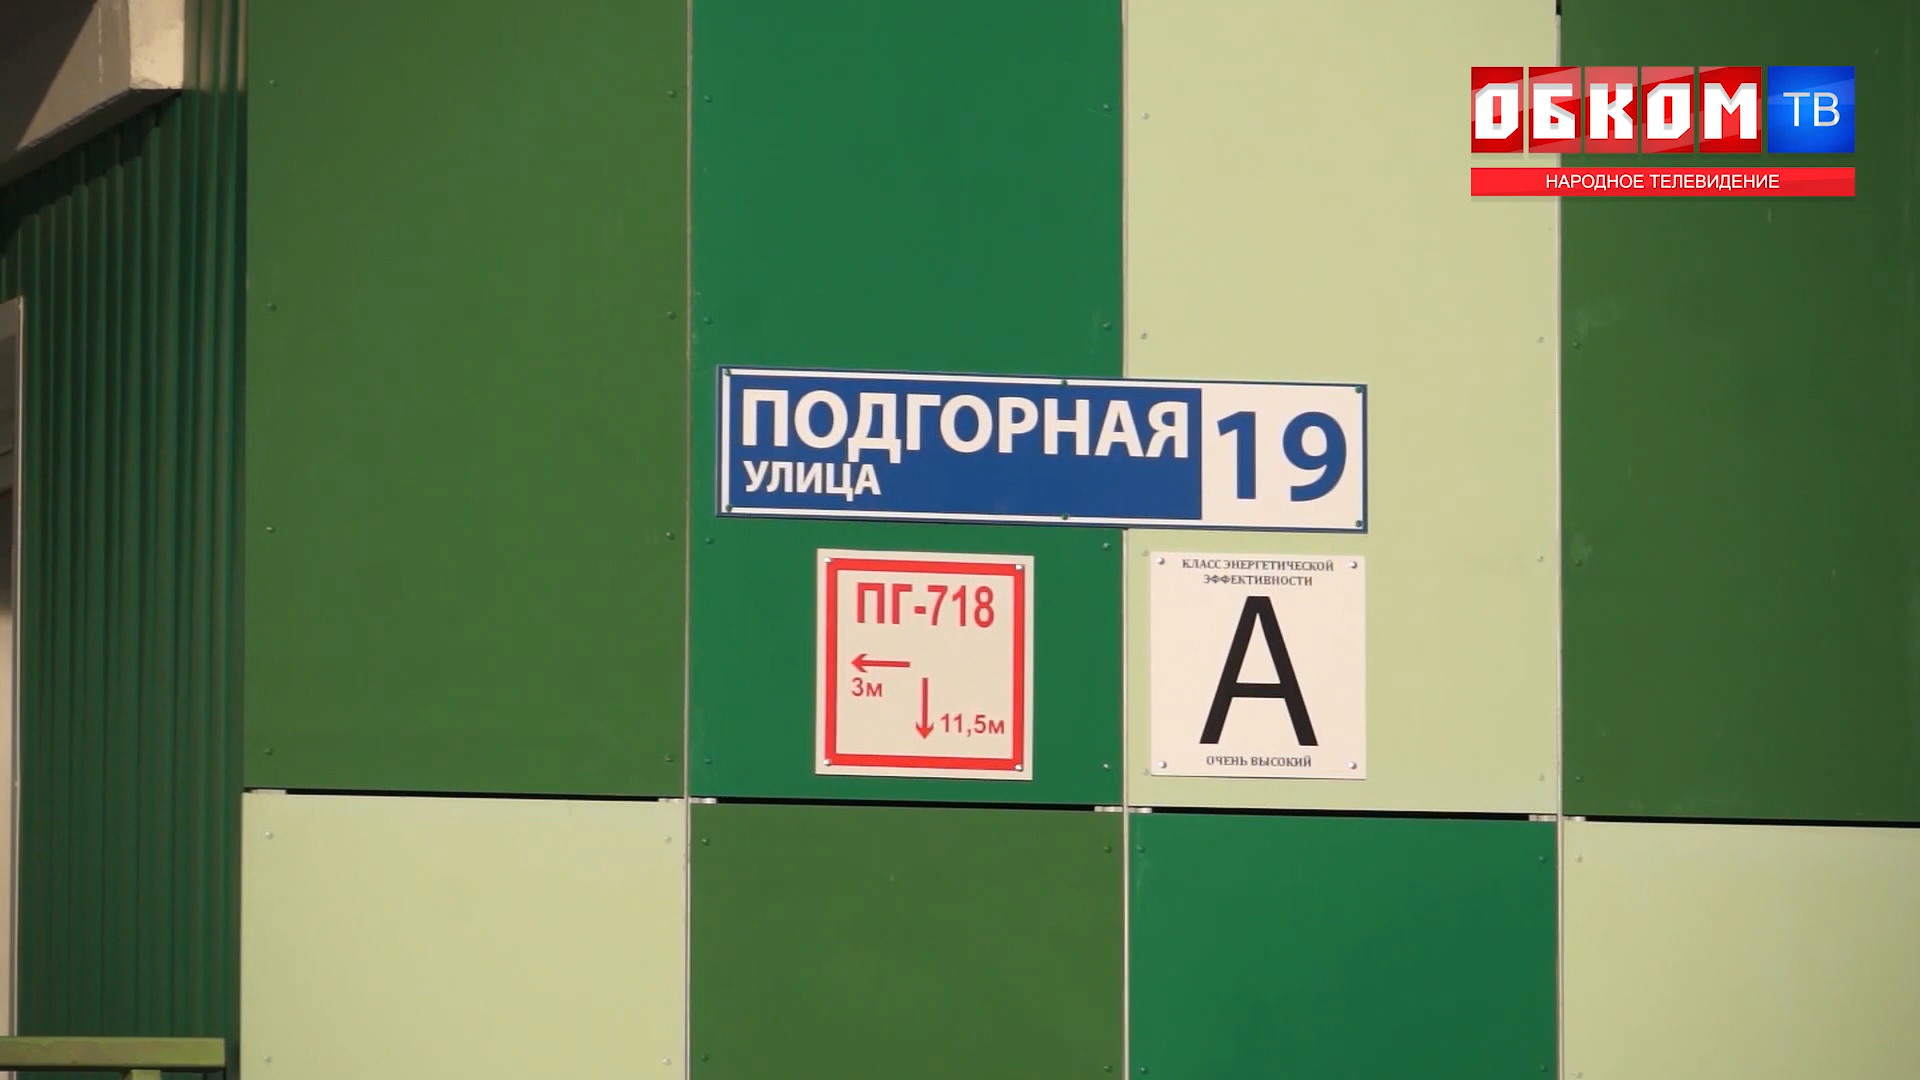 ОБКОМ ТВ
НАРОДНОЕ ТЕЛЕВИДЕНИЕ
ПОДГОРНАЯ 19
УЛИЦА
ПГ-718
3м
11,5м
КЛАСС ЭНЕРГЕТИЧЕСКОЙ
ЭФФЕКТИВНОСТИ
А
ОЧЕНЬ ВЫСОКИЙ